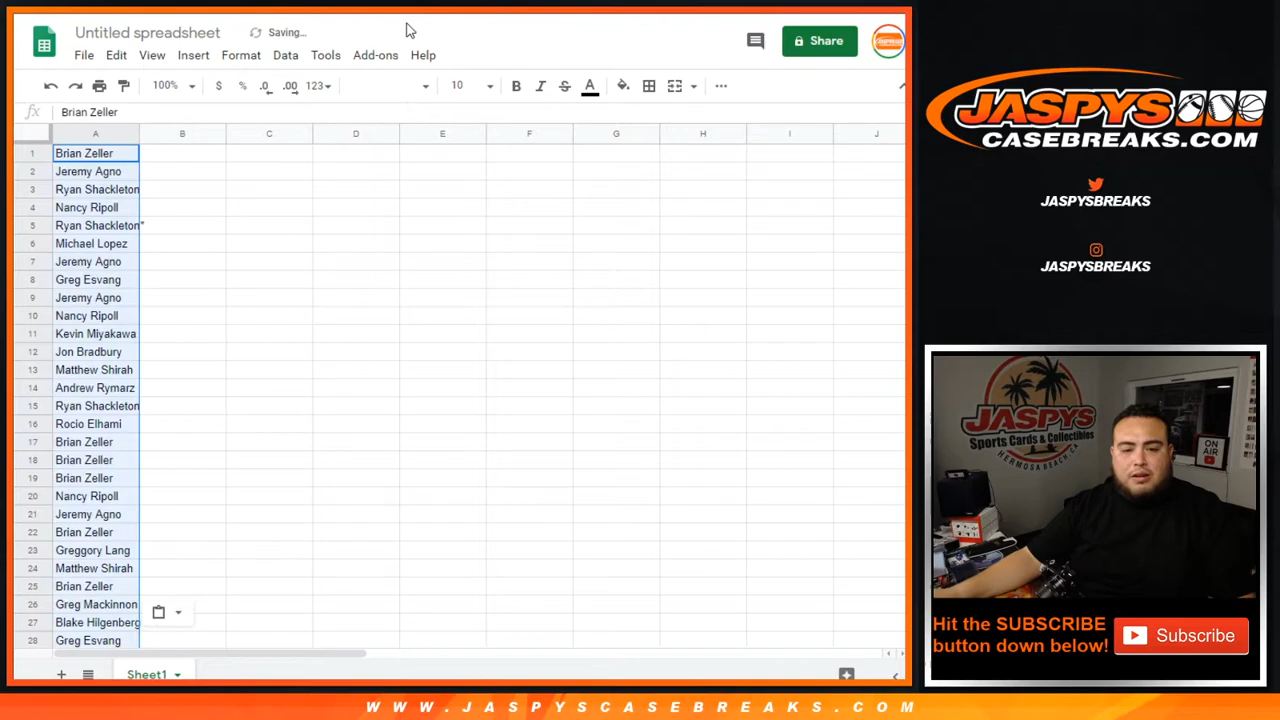 Untitled spreadsheet
Saving...
File Edit View Insert Format Data Tools Add-ons Help
Share
100% $ % .0 .00 123 10 B I S A
fx Brian Zeller
A B C D E F G H I J
1 Brian Zeller
2 Jeremy Agno
3 Ryan Shackleton
4 Nancy Ripoll
5 Ryan Shackleton*
6 Michael Lopez
7 Jeremy Agno
8 Greg Esvang
9 Jeremy Agno
10 Nancy Ripoll
11 Kevin Miyakawa
12 Jon Bradbury
13 Matthew Shirah
14 Andrew Rymarz
15 Ryan Shackleton
16 Rocio Elhami
17 Brian Zeller
18 Brian Zeller
19 Brian Zeller
20 Nancy Ripoll
21 Jeremy Agno
22 Brian Zeller
23 Greggory Lang
24 Matthew Shirah
25 Brian Zeller
26 Greg Mackinnon
27 Blake Hilgenberg
28 Greg Esvang
Sheet1
JASPYS
CASEBREAKS.COM
JASPYSBREAKS
JASPYSBREAKS
JASPYS
Sports Cards & Collectibles
HERMOSA BEACH, CA
ON
AIR
Hit the SUBSCRIBE
button down below!
Subscribe
WWW.JASPYSCASEBREAKS.COM